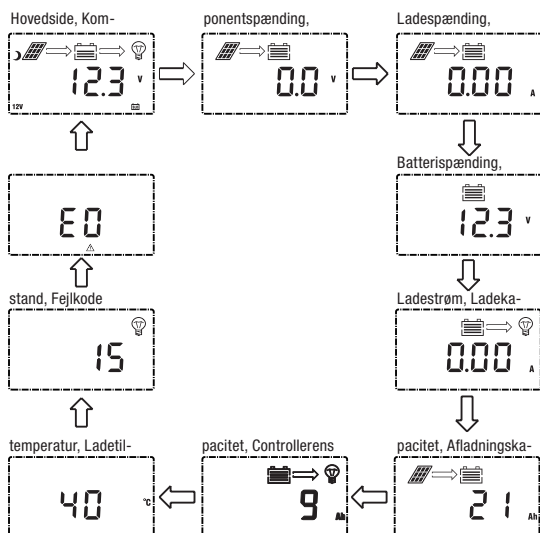 Hovedside, Kom-
ponentspænding,
Ladespænding,
12.3 V
12V
0.0 V
0.00 A
Batterispænding,
E0
12.3 V
stand, Fejlkode
Ladestrøm, Ladeka-
15
0.00 A
temperatur, Ladetil-
pacitet, Controllerens
pacitet, Afladningska-
40 °C
9 Ah
21 Ah